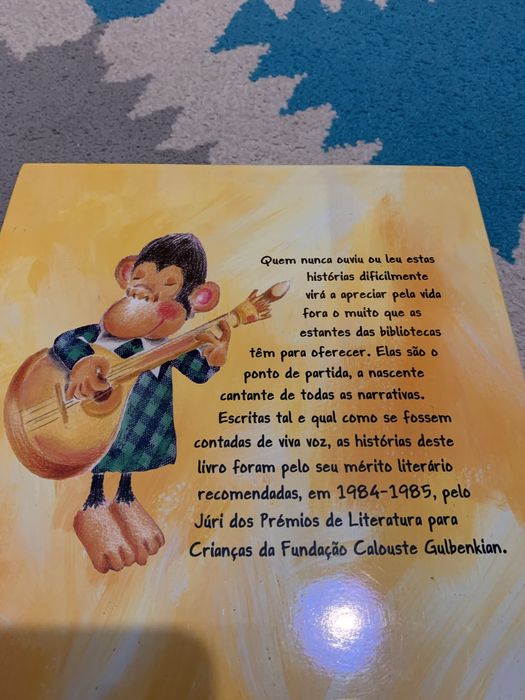 Quem nunca ouviu ou leu estas
histórias dificilmente
virá a apreciar pela vida
fora o muito que as
estantes das bibliotecas
têm para oferecer. Elas são o
ponto de partida, a nascente
cantante de todas as narrativas.
Escritas tal e qual como se fossem
contadas de viva voz, as histórias deste
livro foram pelo seu mérito literário
recomendadas, em 1984-1985, pelo
Júri dos Prémios de Literatura para
Crianças da Fundação Calouste Gulbenkian.